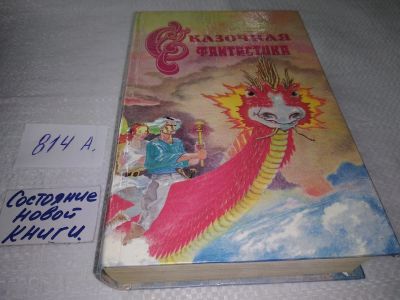 Сказочная
фантастика
814 А.
Состояние
новой
книги.